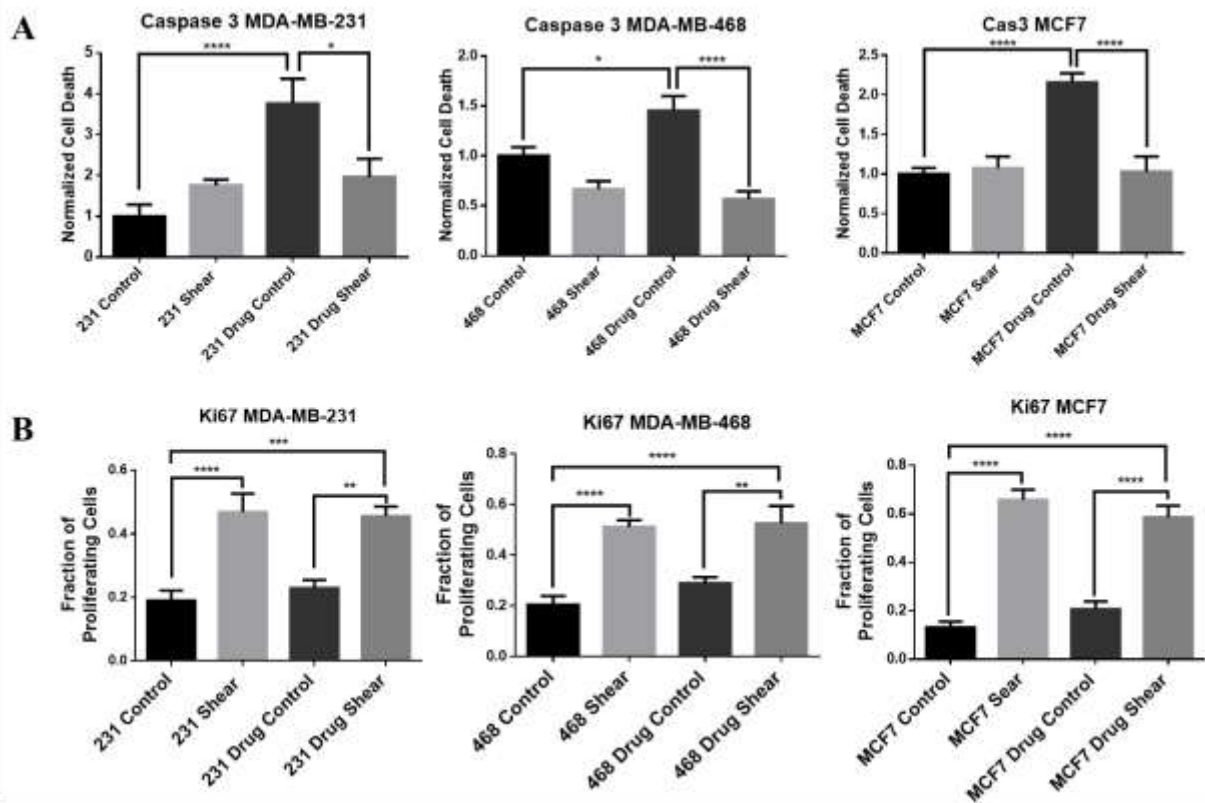 A
Caspase 3 MDA-MB-231
Normalized Cell Death
5
4
3
2
1
0
****
*
231 Control
231 Shear
231 Drug Control
231 Drug Shear
Caspase 3 MDA-MB-468
Normalized Cell Death
2.0
1.5
1.0
0.5
0.0
*
****
468 Control
468 Shear
468 Drug Control
468 Drug Shear
Cas3 MCF7
Normalized Cell Death
2.5
2.0
1.5
1.0
0.5
0.0
****
****
MCF7 Control
MCF7 Sear
MCF7 Drug Control
MCF7 Drug Shear
B
Ki67 MDA-MB-231
Fraction of
Proliferating Cells
0.6
0.4
0.2
0.0
***
****
**
231 Control
231 Shear
231 Drug Control
231 Drug Shear
Ki67 MDA-MB-468
Fraction of
Proliferating Cells
0.6
0.4
0.2
0.0
****
****
**
468 Control
468 Shear
468 Drug Control
468 Drug Shear
Ki67 MCF7
Fraction of
Proliferating Cells
0.8
0.6
0.4
0.2
0.0
****
****
****
MCF7 Control
MCF7 Sear
MCF7 Drug Control
MCF7 Drug Shear